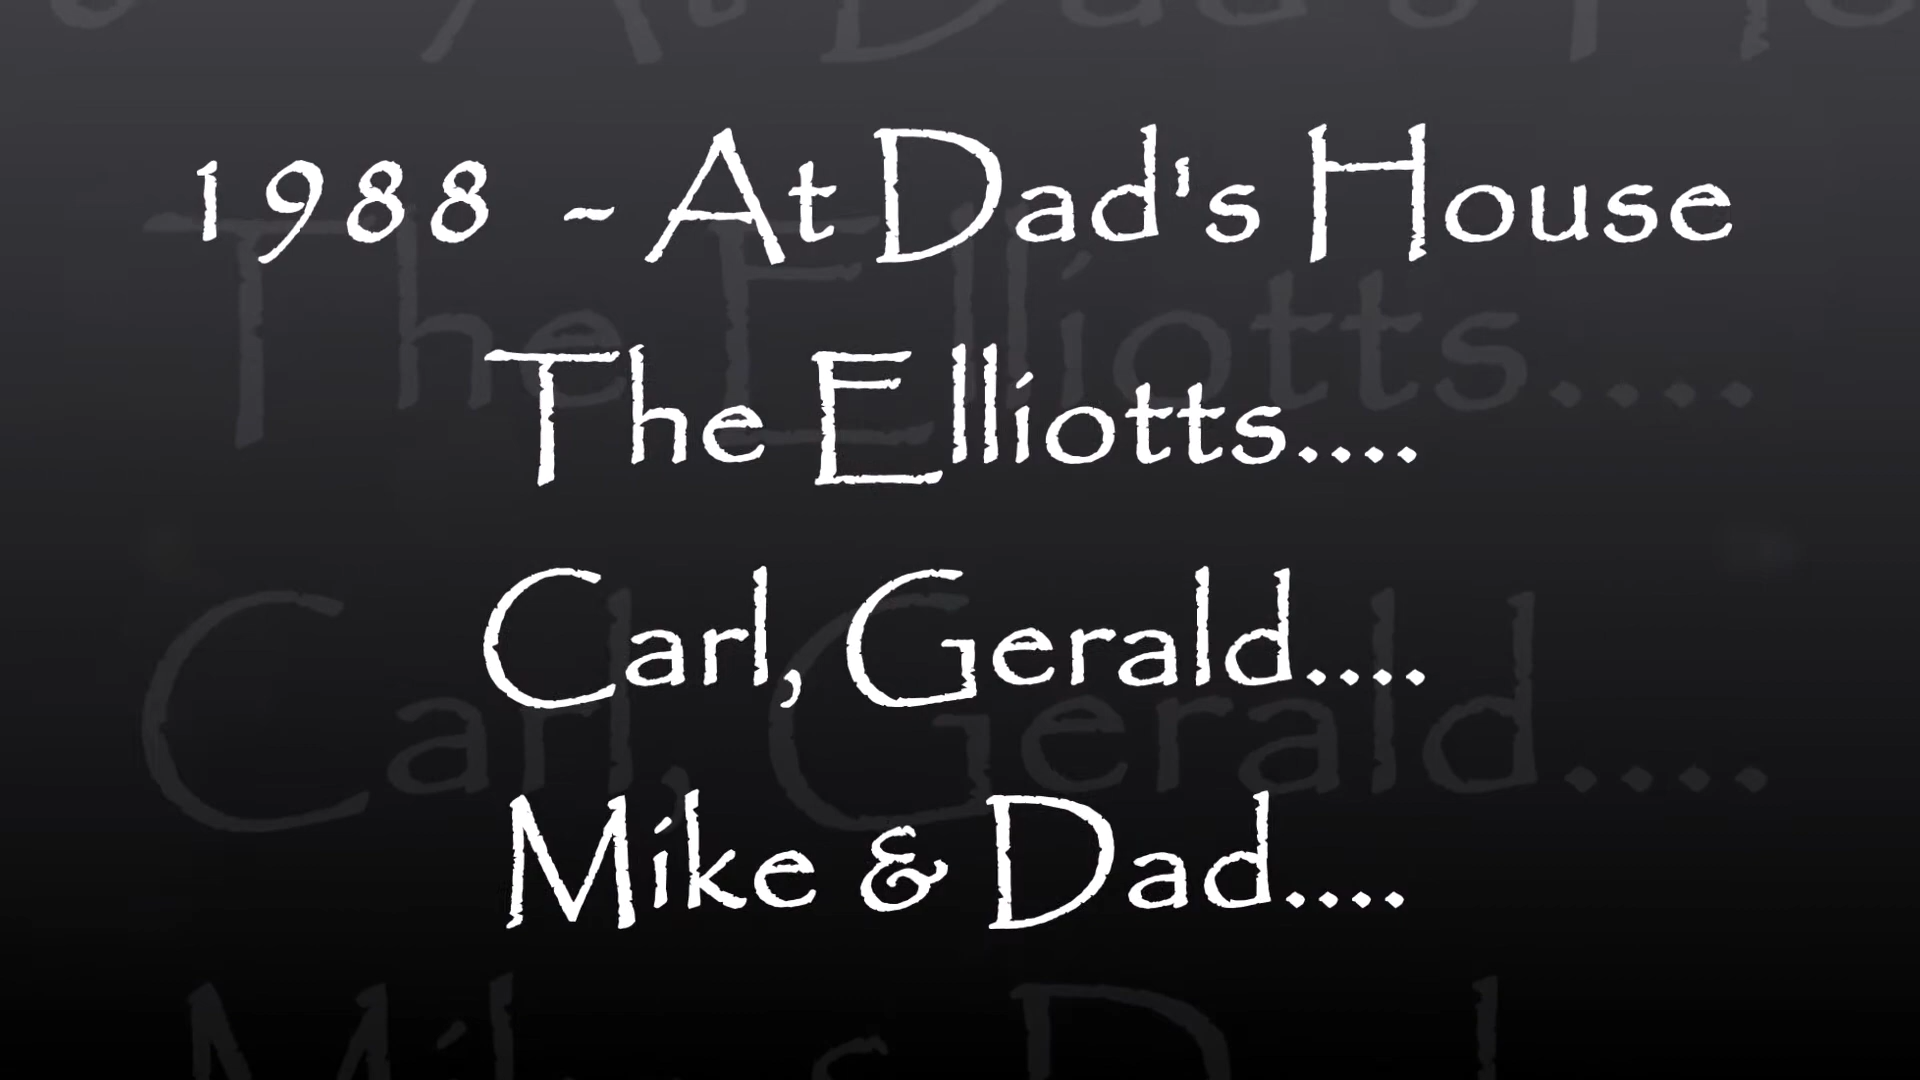 1988 - At Dad's House
The Elliotts....
Carl, Gerald....
Mike & Dad....